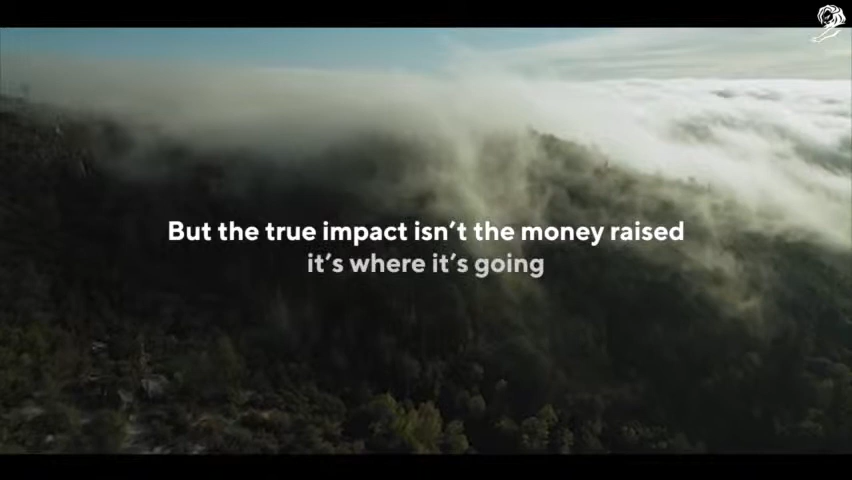 But the true impact isn’t the money raised
it’s where it’s going